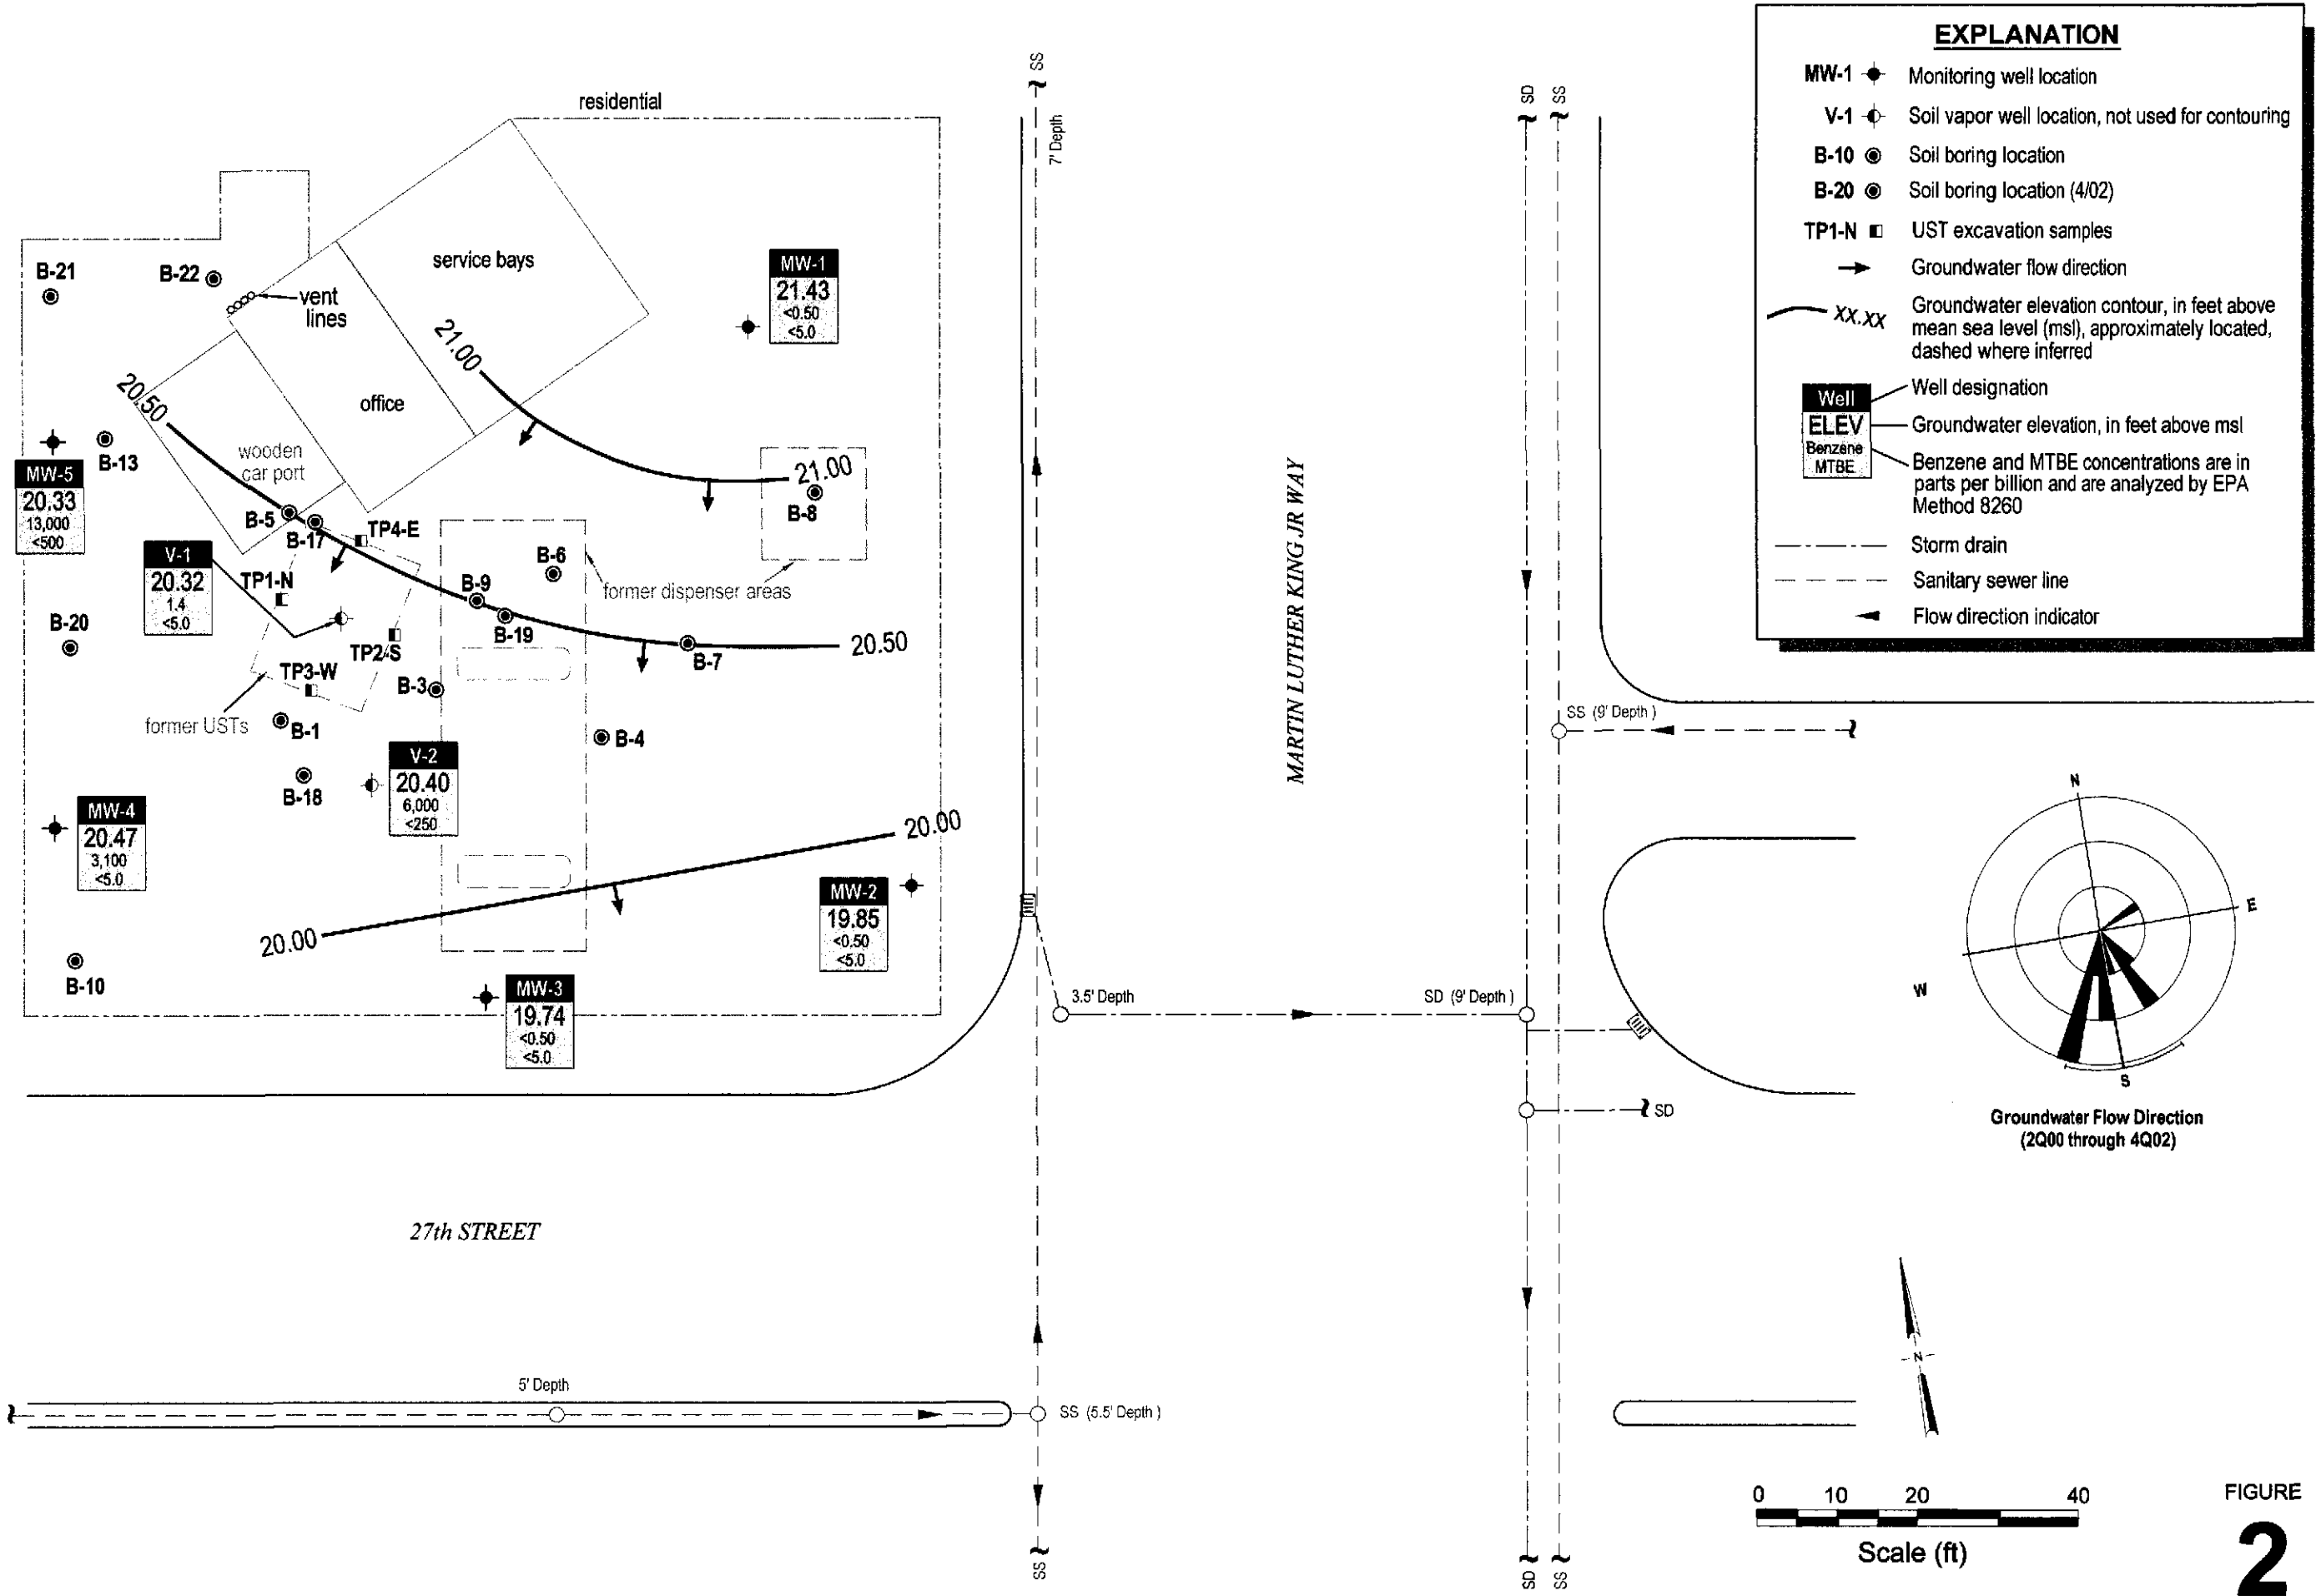 EXPLANATION
MW-1 Monitoring well location
V-1 Soil vapor well location, not used for contouring
B-10 Soil boring location
B-20 Soil boring location (4/02)
TP1-N UST excavation samples
Groundwater flow direction
XX.XX Groundwater elevation contour, in feet above
mean sea level (msl), approximately located,
dashed where inferred
Well
ELEV
Benzene
MTBE
Well designation
Groundwater elevation, in feet above msl
Benzene and MTBE concentrations are in
parts per billion and are analyzed by EPA
Method 8260
Storm drain
Sanitary sewer line
Flow direction indicator
SS
7' Depth
SD
SS
residential
B-21
B-22
vent
lines
service bays
MW-1
21.43
<0.50
<5.0
21.00
20.50
office
wooden
car port
B-13
MW-5
20.33
13,000
<500
B-5
B-17
TP4-E
21.00
B-8
V-1
20.32
1.4
<5.0
TP1-N
B-9
B-6
former dispenser areas
B-19
B-20
TP2-S
TP3-W
B-3
B-7
20.50
former USTs
B-1
B-4
V-2
20.40
6,000
<250
B-18
MW-4
20.47
3,100
<5.0
20.00
20.00
MW-2
19.85
<0.50
<5.0
B-10
MW-3
19.74
<0.50
<5.0
MARTIN LUTHER KING JR WAY
SS (9' Depth )
3.5' Depth
SD (9' Depth )
SD
N
E
W
S
Groundwater Flow Direction
(2Q00 through 4Q02)
27th STREET
5' Depth
SS (5.5' Depth )
SS
SD
SS
N
0 10 20 40
Scale (ft)
FIGURE
2